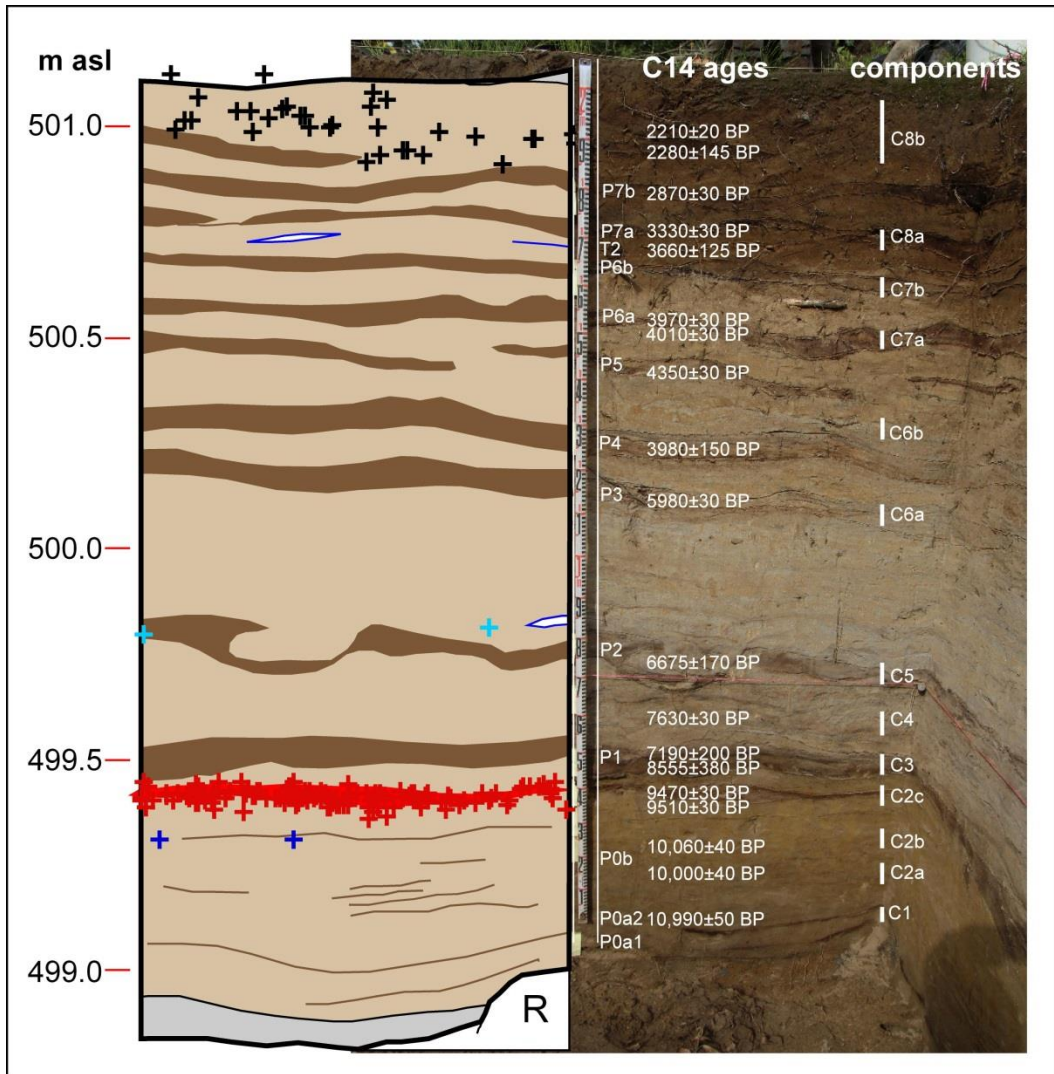 m asl
C14 ages
components
501.0
500.5
500.0
499.5
499.0
R
P7b
P7a
T2
P6b
P6a
P5
P4
P3
P2
P1
P0b
P0a2
P0a1
2210±20 BP
2280±145 BP
2870±30 BP
3330±30 BP
3660±125 BP
3970±30 BP
4010±30 BP
4350±30 BP
3980±150 BP
5980±30 BP
6675±170 BP
7630±30 BP
7190±200 BP
8555±380 BP
9470±30 BP
9510±30 BP
10,060±40 BP
10,000±40 BP
10,990±50 BP
C8b
C8a
C7b
C7a
C6b
C6a
C5
C4
C3
C2c
C2b
C2a
C1